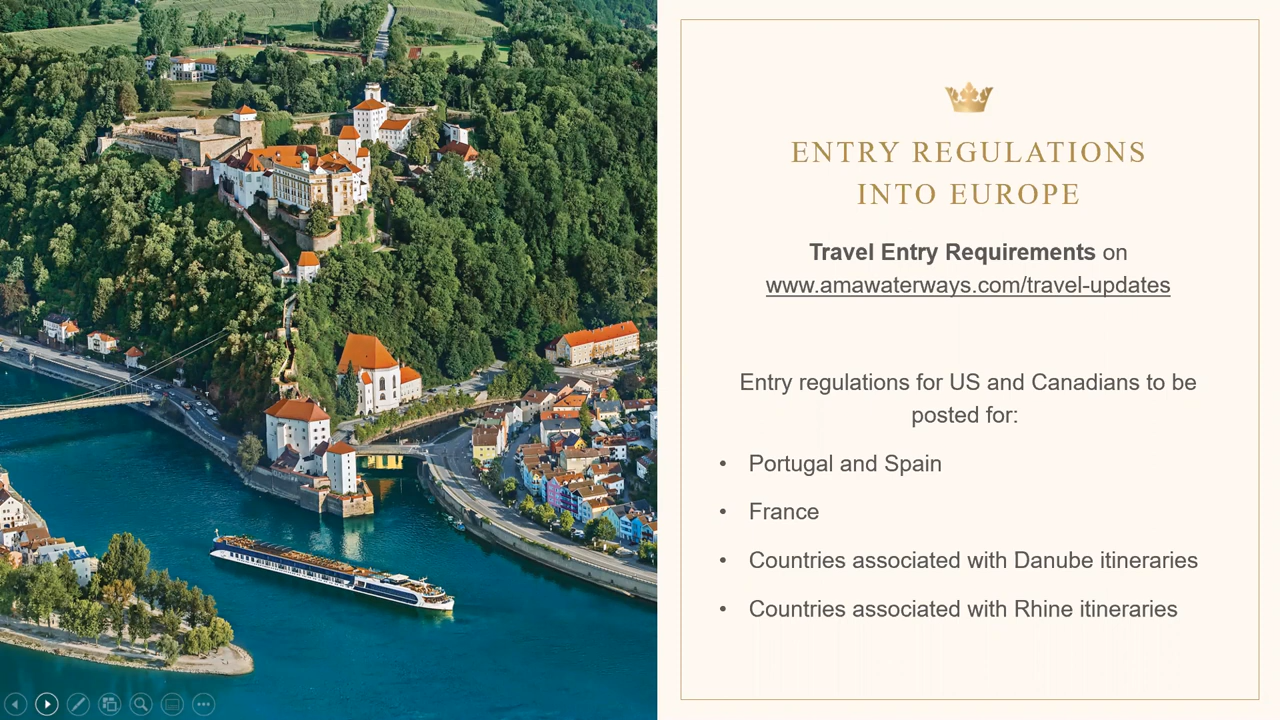 ENTRY REGULATIONS
INTO EUROPE
Travel Entry Requirements on
www.amawaterways.com/travel-updates
Entry regulations for US and Canadians to be
posted for:
• Portugal and Spain
• France
• Countries associated with Danube itineraries
• Countries associated with Rhine itineraries